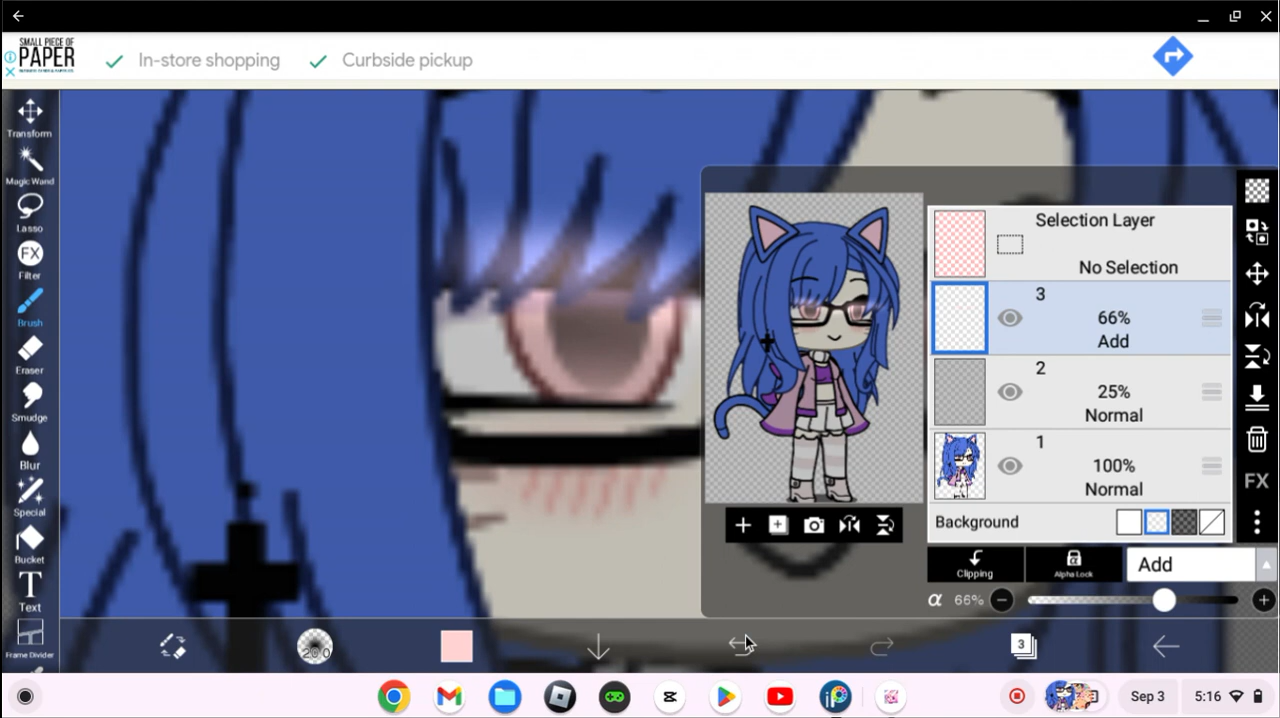 SMALL PIECE OF
PAPER
In-store shopping
Curbside pickup
Transform
Magic Wand
Lasso
FX
Filter
Brush
Eraser
Smudge
Blur
Special
Bucket
T
Text
Frame Divider
Selection Layer
No Selection
3
66%
Add
2
25%
Normal
1
100%
Normal
Background
FX
Clipping
Alpha Lock
Add
α 66%
20.0
3
Sep 3
5:16